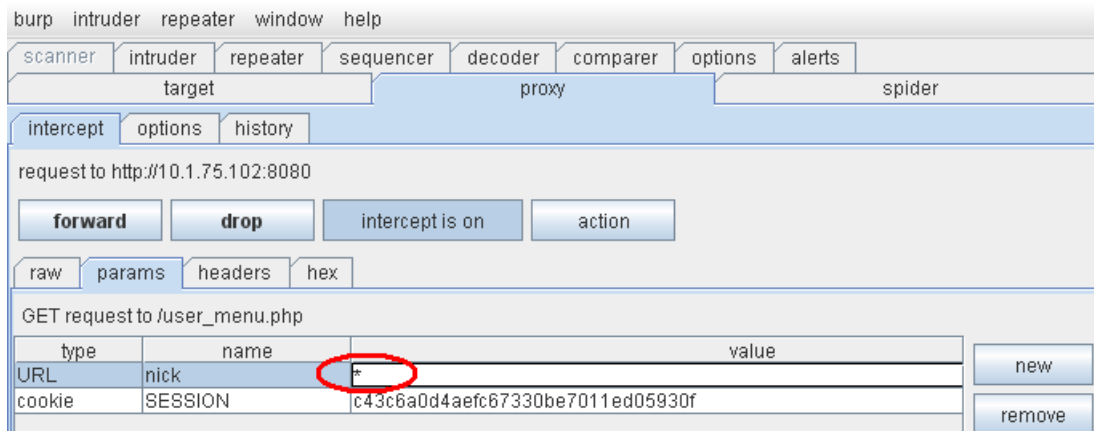 burp intruder repeater window help
scanner intruder repeater sequencer decoder comparer options alerts
target proxy spider
intercept options history
request to http://10.1.75.102:8080
forward drop intercept is on action
raw params headers hex
GET request to /user_menu.php
type name value
URL nick *
new
cookie SESSION c43c6a0d4aefc67330be7011ed05930f
remove